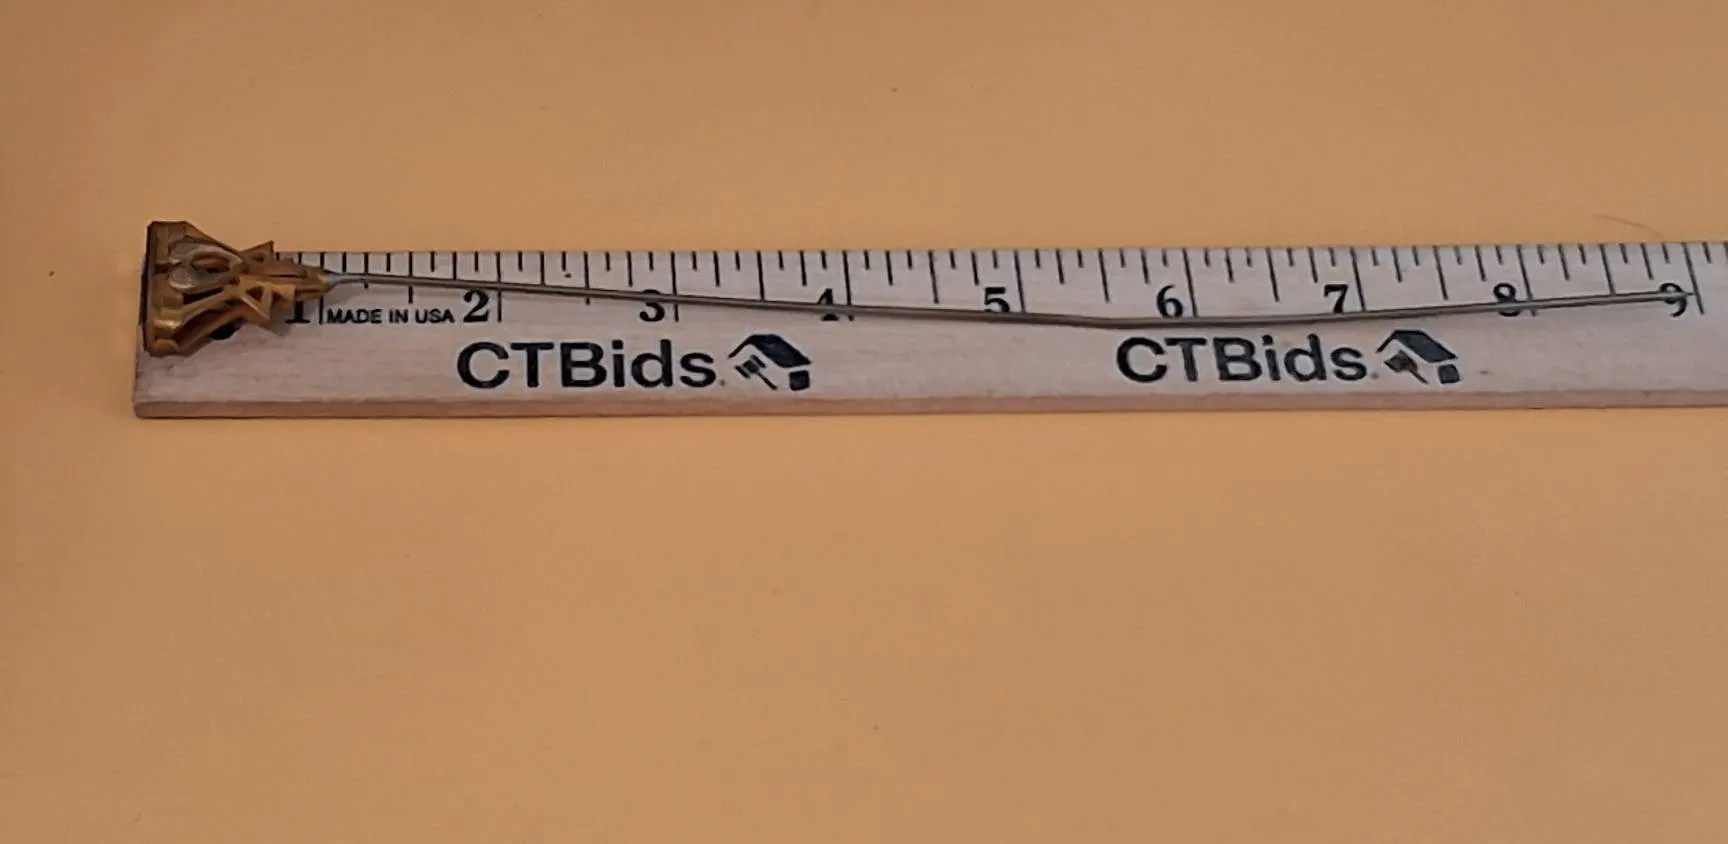 1 MADE IN USA 2 3 4 5 6 7 8 9
CTBids. CTBids.